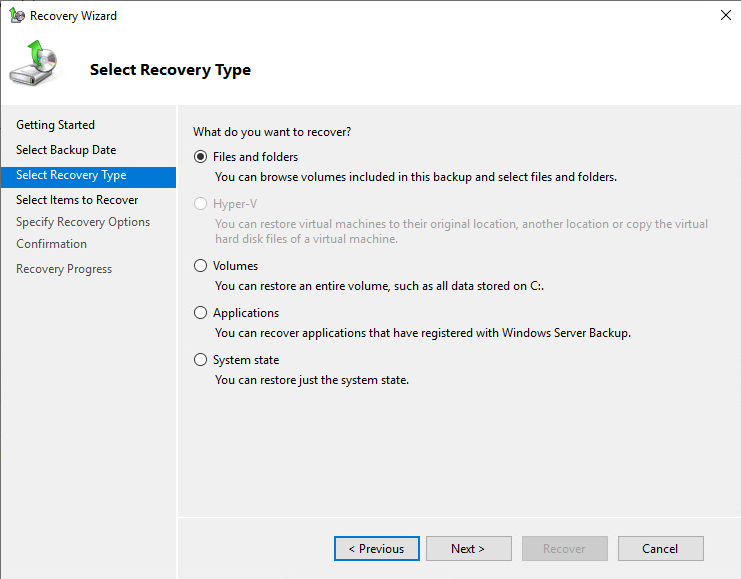 Recovery Wizard
Select Recovery Type
Getting Started
Select Backup Date
Select Recovery Type
Select Items to Recover
Specify Recovery Options
Confirmation
Recovery Progress
What do you want to recover?
Files and folders
You can browse volumes included in this backup and select files and folders.
Hyper-V
You can restore virtual machines to their original location, another location or copy the virtual
hard disk files of a virtual machine.
Volumes
You can restore an entire volume, such as all data stored on C:.
Applications
You can recover applications that have registered with Windows Server Backup.
System state
You can restore just the system state.
< Previous
Next >
Recover
Cancel